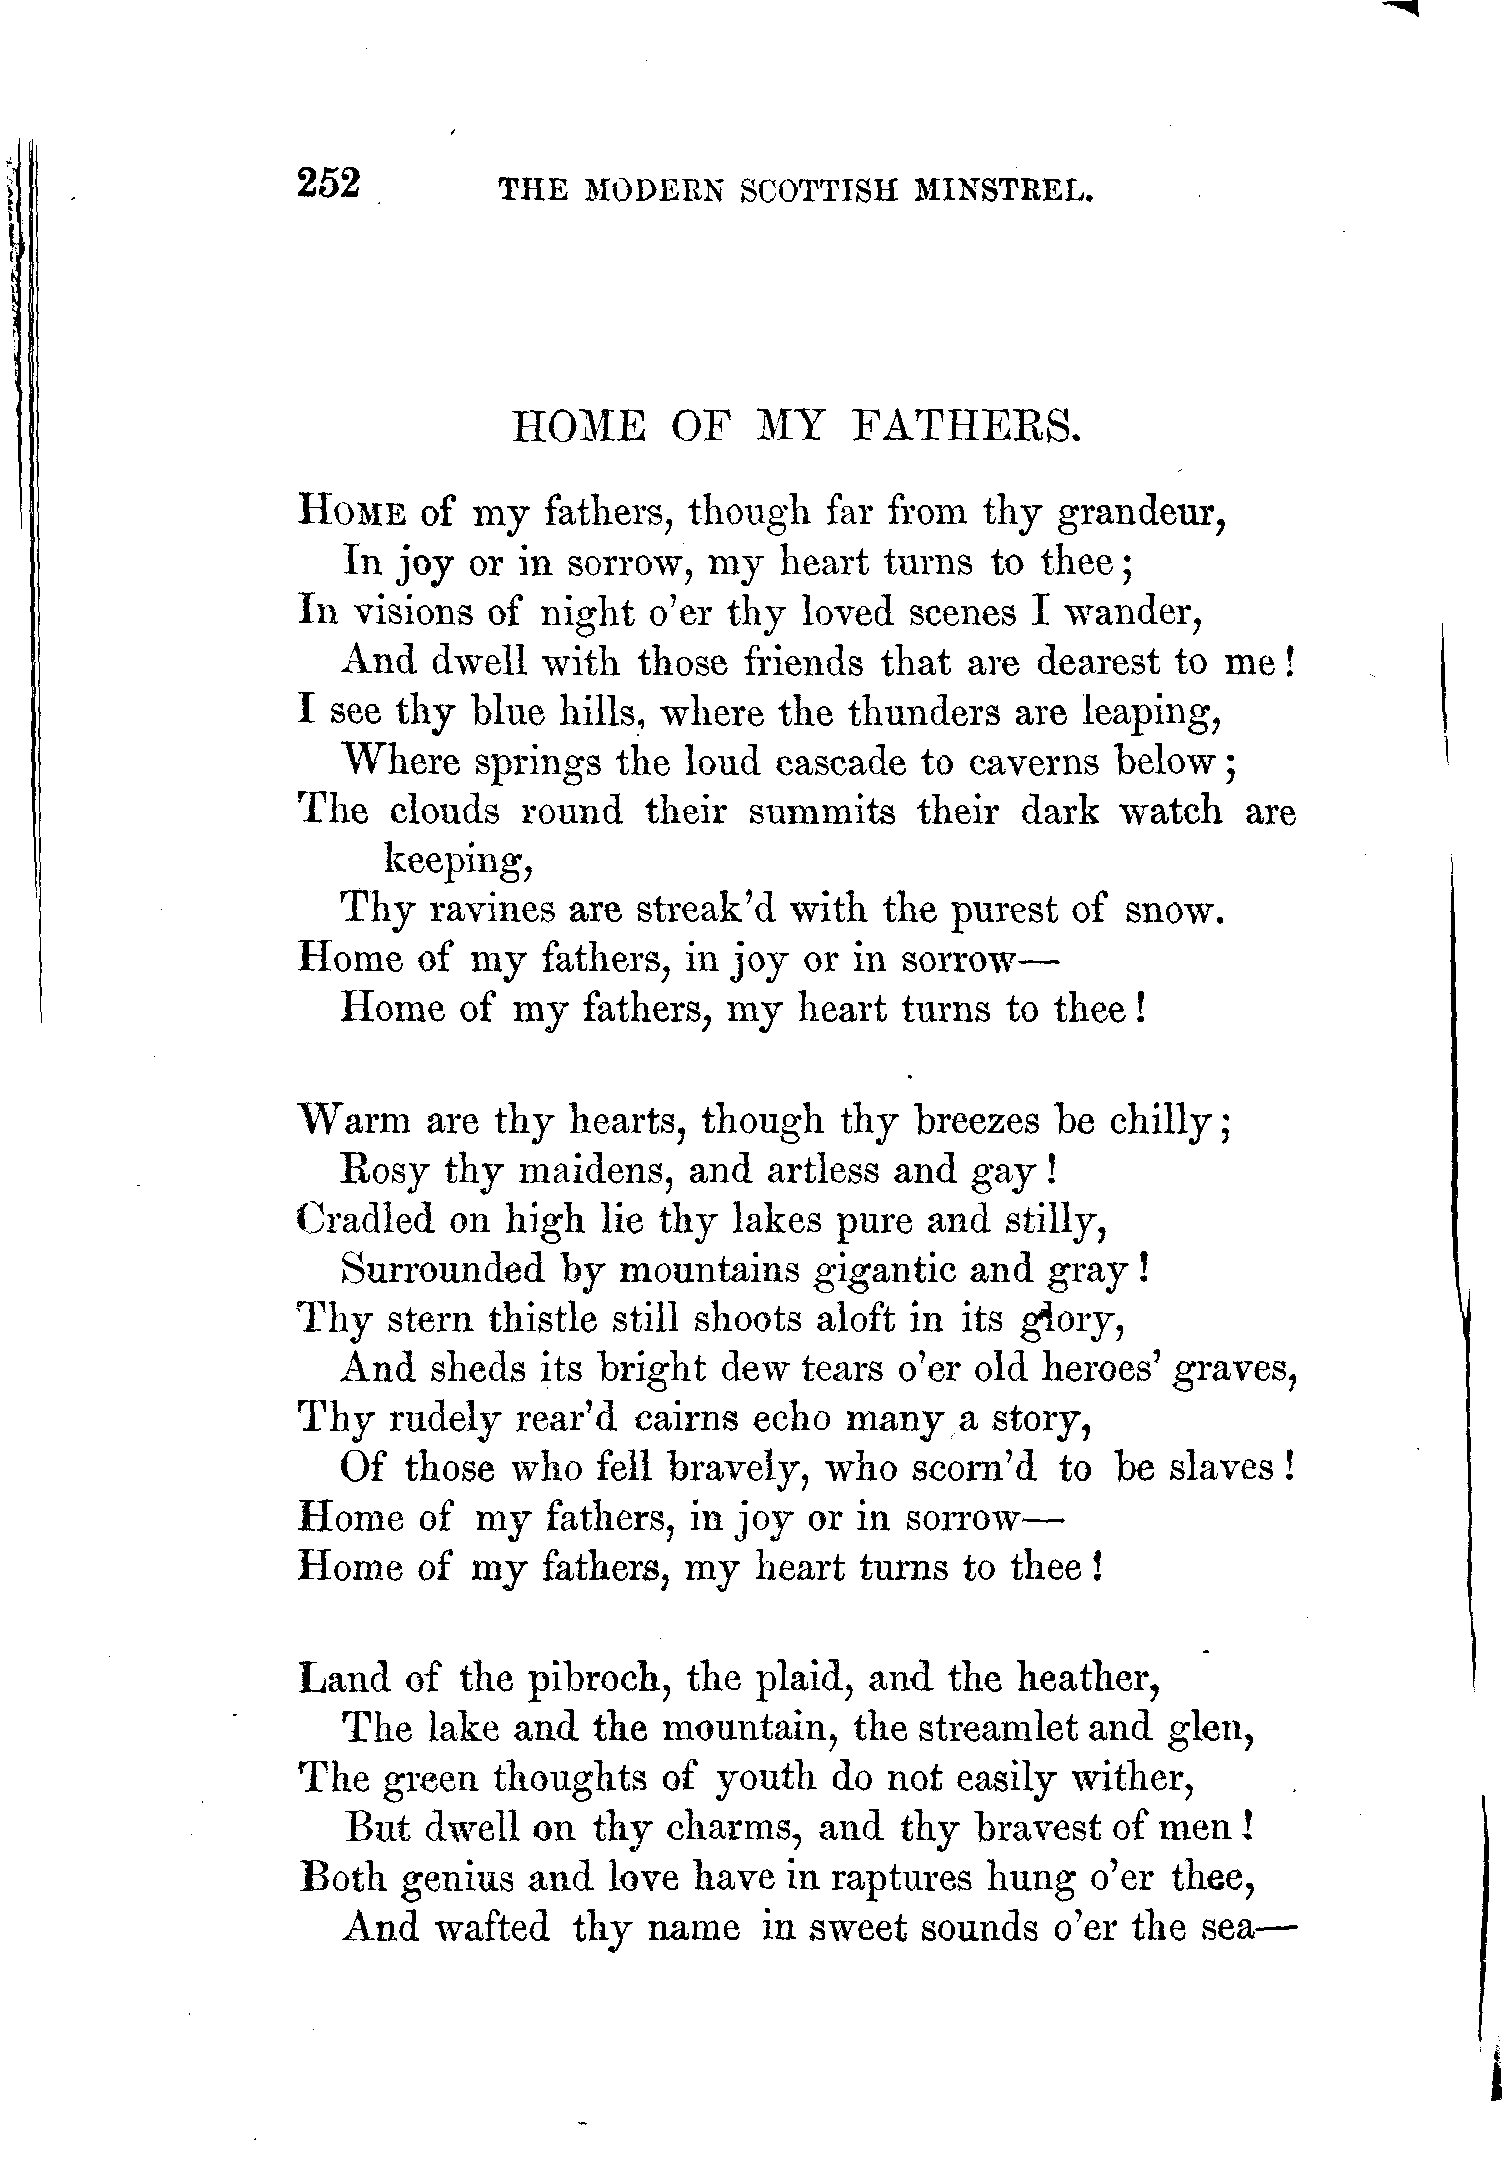 252 THE MODERN SCOTTISH MINSTREL.
HOME OF MY FATHERS.
HOME of my fathers, though far from thy grandeur,
In joy or in sorrow, my heart turns to thee;
In visions of night o'er thy loved scenes I wander,
And dwell with those friends that are dearest to me!
I see thy blue hills, where the thunders are leaping,
Where springs the loud cascade to caverns below;
The clouds round their summits their dark watch are
keeping,
Thy ravines are streak'd with the purest of snow.
Home of my fathers, in joy or in sorrow—
Home of my fathers, my heart turns to thee!
Warm are thy hearts, though thy breezes be chilly;
Rosy thy maidens, and artless and gay!
Cradled on high lie thy lakes pure and stilly,
Surrounded by mountains gigantic and gray!
Thy stern thistle still shoots aloft in its glory,
And sheds its bright dew tears o'er old heroes' graves,
Thy rudely rear'd cairns echo many a story,
Of those who fell bravely, who scorn'd to be slaves!
Home of my fathers, in joy or in sorrow—
Home of my fathers, my heart turns to thee!
Land of the pibroch, the plaid, and the heather,
The lake and the mountain, the streamlet and glen,
The green thoughts of youth do not easily wither,
But dwell on thy charms, and thy bravest of men!
Both genius and love have in raptures hung o'er thee,
And wafted thy name in sweet sounds o'er the sea—